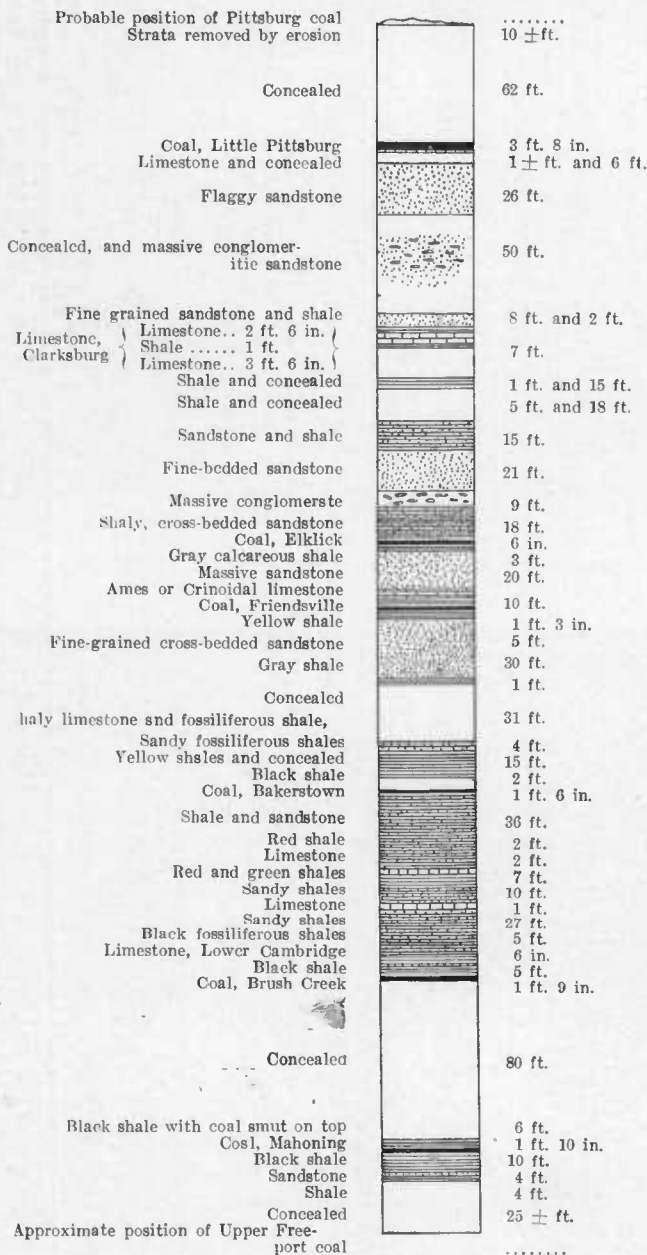 Probable position of Pittsburg coal ........
Strata removed by erosion 10 ± ft.
Concealed 62 ft.
Coal, Little Pittsburg 3 ft. 8 in.
Limestone and concealed 1 ± ft. and 6 ft.
Flaggy sandstone 26 ft.
Concealed, and massive conglomer-
itic sandstone 50 ft.
Fine grained sandstone and shale 8 ft. and 2 ft.
Limestone, Clarksburg
Limestone.. 2 ft. 6 in.
Shale ...... 1 ft.
Limestone.. 3 ft. 6 in.
7 ft.
Shale and concealed 1 ft. and 15 ft.
Shale and concealed 5 ft. and 18 ft.
Sandstone and shale 15 ft.
Fine-bedded sandstone 21 ft.
Massive conglomerste 9 ft.
Shaly, cross-bedded sandstone 18 ft.
Coal, Elklick 6 in.
Gray calcareous shale 3 ft.
Massive sandstone 20 ft.
Ames or Crinoidal limestone
Coal, Friendsville 10 ft.
Yellow shale 1 ft. 3 in.
Fine-grained cross-bedded sandstone 5 ft.
Gray shale 30 ft.
1 ft.
Concealed
31 ft.
haly limestone snd fossiliferous shale,
Sandy fossiliferous shales 4 ft.
Yellow shsles and concealed 15 ft.
Black shale 2 ft.
Coal, Bakerstown 1 ft. 6 in.
Shale and sandstone 36 ft.
Red shale 2 ft.
Limestone 2 ft.
Red and green shales 7 ft.
Sandy shales 10 ft.
Limestone 1 ft.
Sandy shales 27 ft.
Black fossiliferous shales 5 ft.
Limestone, Lower Cambridge 6 in.
Black shale 5 ft.
Coal, Brush Creek 1 ft. 9 in.
Concealed 80 ft.
Black shale with coal smut on top 6 ft.
Cosl, Mahoning 1 ft. 10 in.
Black shale 10 ft.
Sandstone 4 ft.
Shale 4 ft.
Concealed 25 ± ft.
Approximate position of Upper Free-
port coal ........